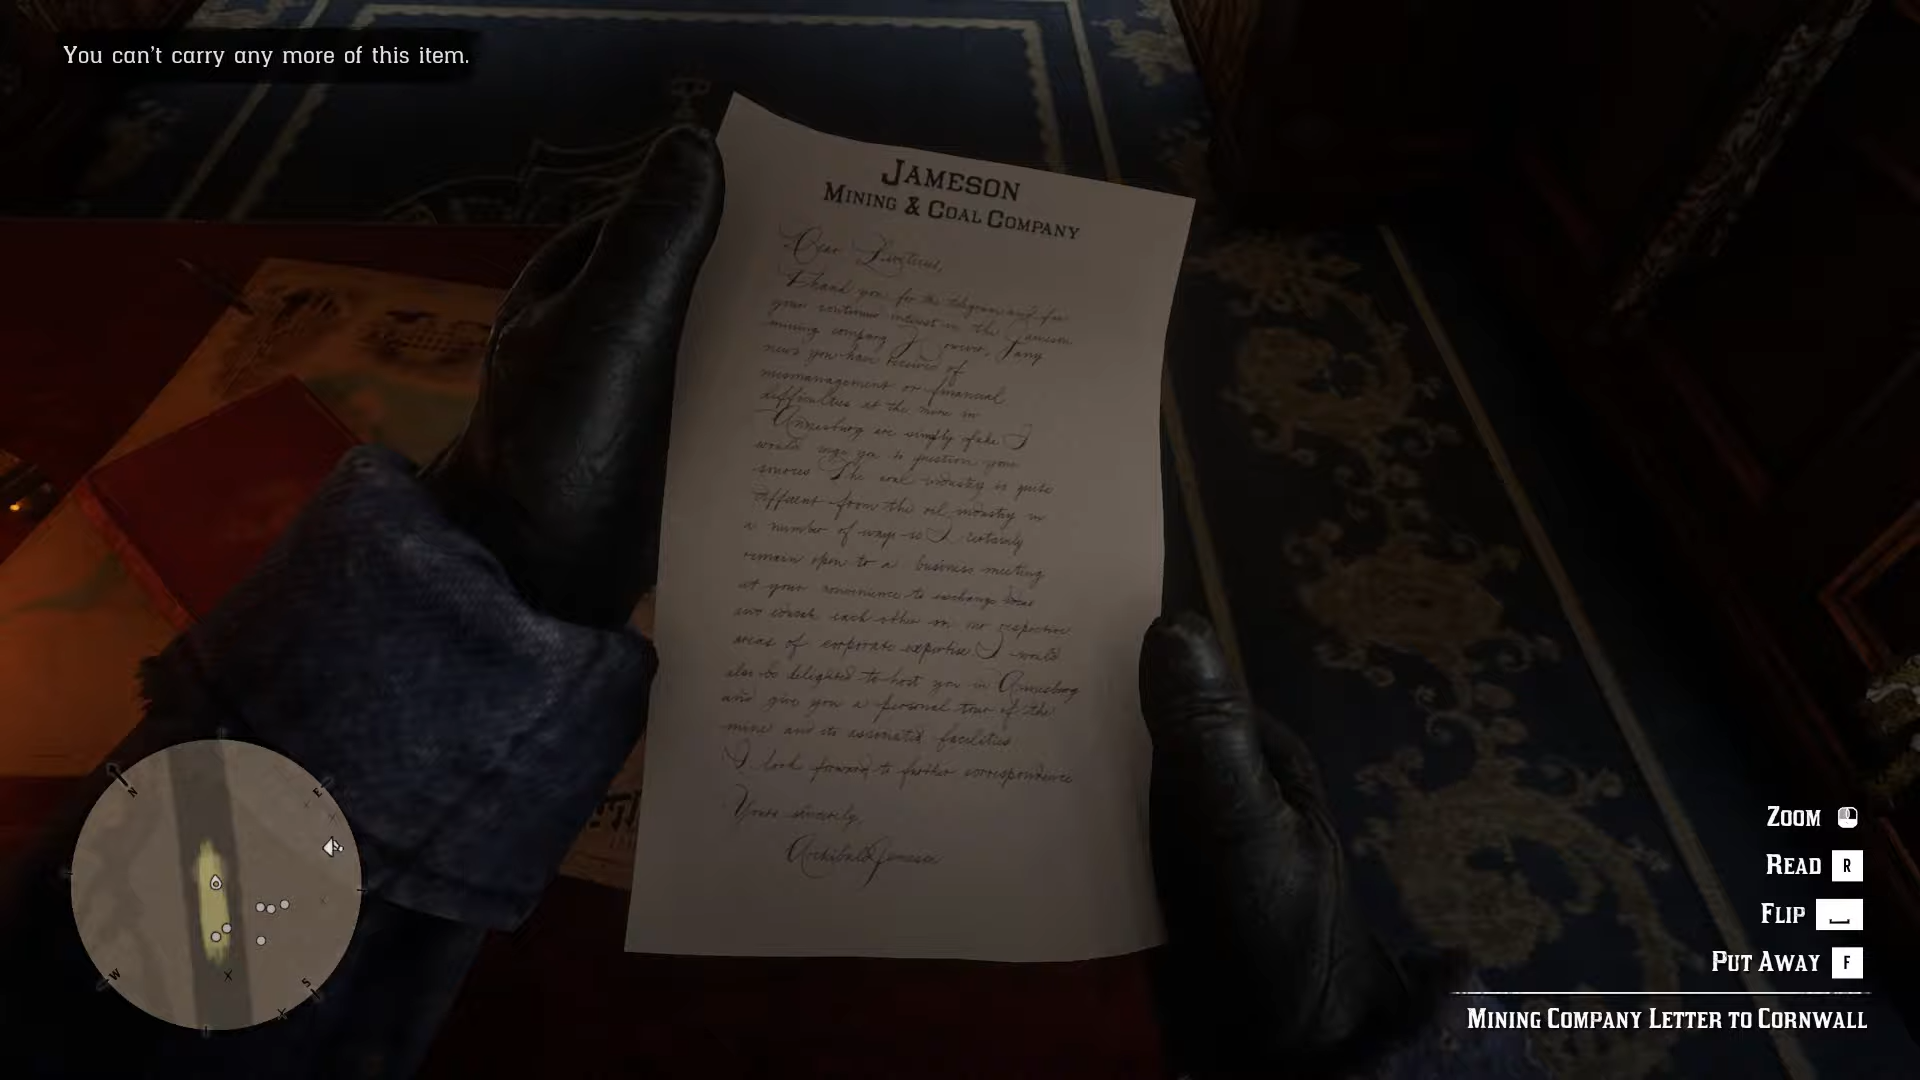 You can't carry any more of this item.
JAMESON
MINING & COAL COMPANY
Dear Leviticus,
Thank you for the telegram and for
your continued interest in the Jameson
mining company However, I any
news you have received of
mismanagement or financial
difficulties at the mine in
Annesburg are simply fake I
would urge you to question your
sources The coal industry is quite
different from the oil industry in
a number of ways so I certainly
remain open to a business meeting
at your convenience to exchange ideas
and consult each other on our respective
areas of corporate expertise I would
also be delighted to host you in Annesburg
and give you a personal tour of the
mine and its associated facilities
I look forward to further correspondence
Yours sincerely,
Archibald Jameson
N
E
W
S
ZOOM
READ R
FLIP
PUT AWAY F
MINING COMPANY LETTER TO CORNWALL